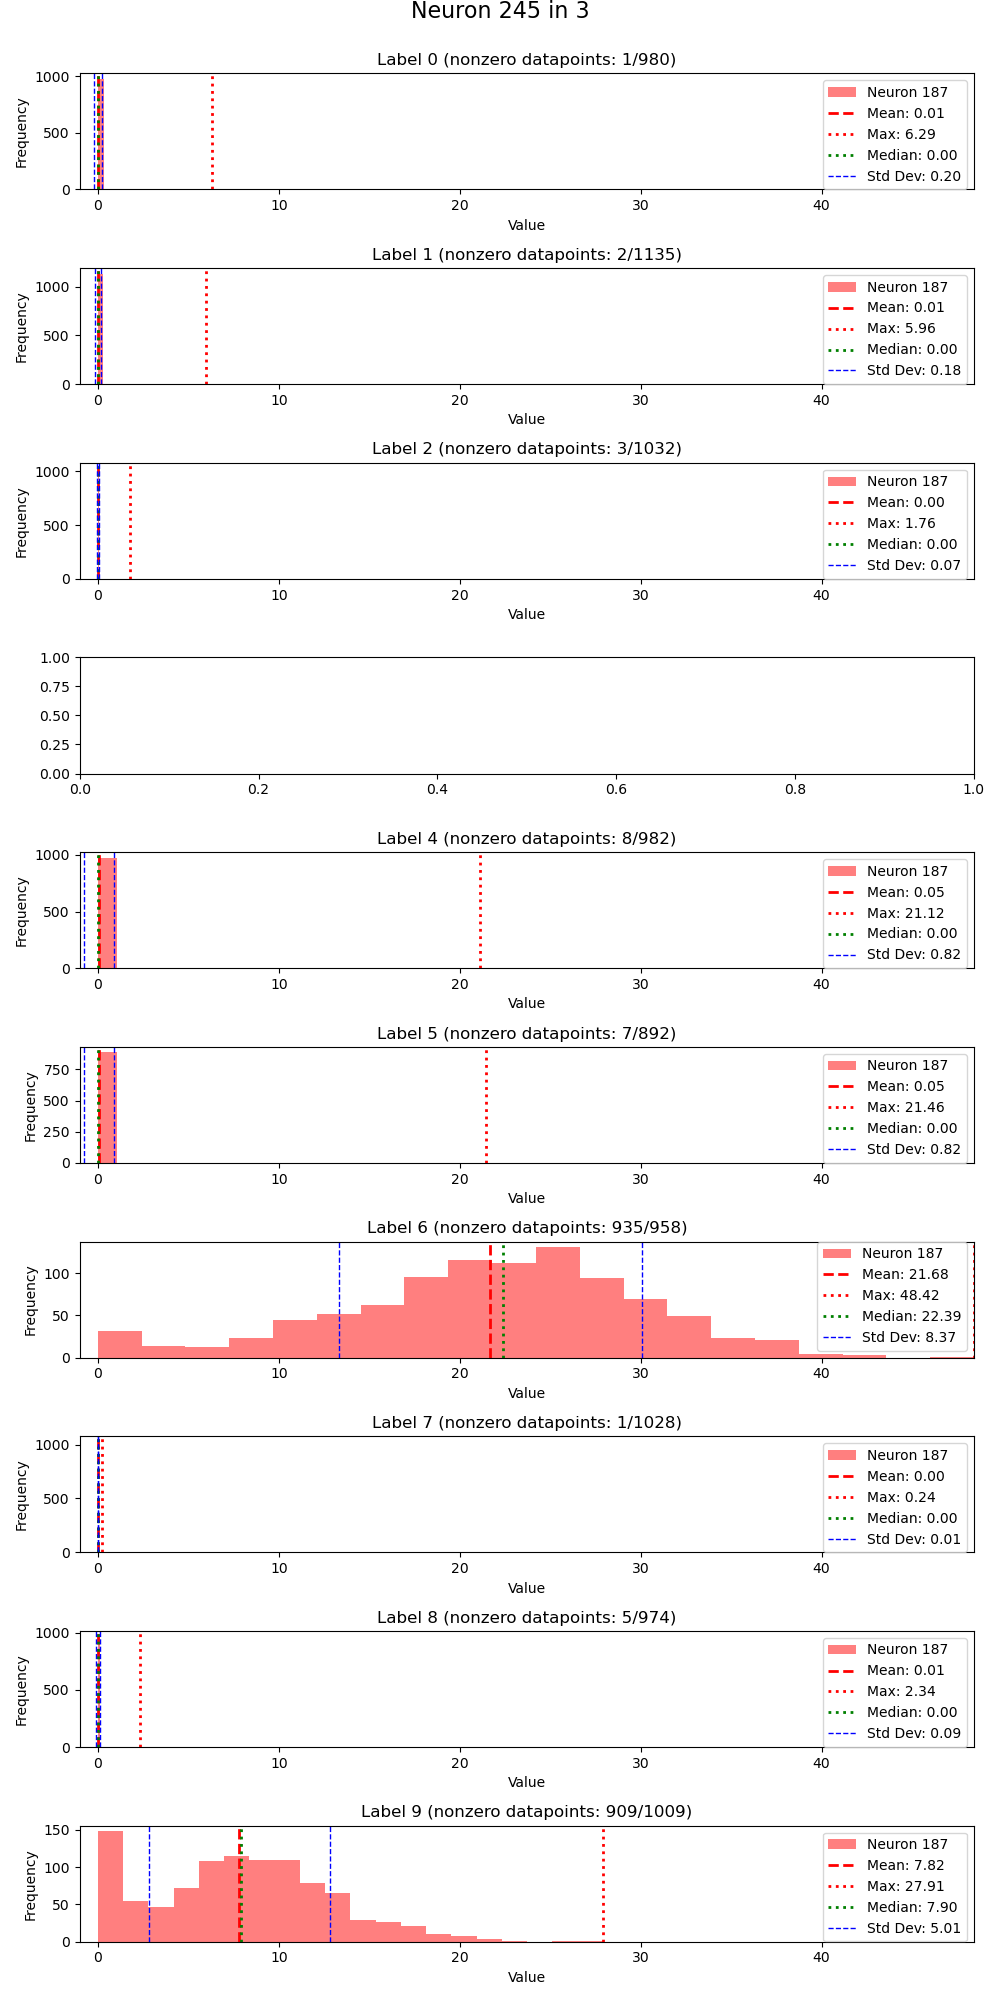 Neuron 245 in 3
Label 0 (nonzero datapoints: 1/980)
1000
500
0
Frequency
Neuron 187
Mean: 0.01
Max: 6.29
Median: 0.00
Std Dev: 0.20
0 10 20 30 40
Value
Label 1 (nonzero datapoints: 2/1135)
1000
500
0
Frequency
Neuron 187
Mean: 0.01
Max: 5.96
Median: 0.00
Std Dev: 0.18
0 10 20 30 40
Value
Label 2 (nonzero datapoints: 3/1032)
1000
500
0
Frequency
Neuron 187
Mean: 0.00
Max: 1.76
Median: 0.00
Std Dev: 0.07
0 10 20 30 40
Value
1.00
0.75
0.50
0.25
0.00
0.0 0.2 0.4 0.6 0.8 1.0
Label 4 (nonzero datapoints: 8/982)
1000
500
0
Frequency
Neuron 187
Mean: 0.05
Max: 21.12
Median: 0.00
Std Dev: 0.82
0 10 20 30 40
Value
Label 5 (nonzero datapoints: 7/892)
750
500
250
0
Frequency
Neuron 187
Mean: 0.05
Max: 21.46
Median: 0.00
Std Dev: 0.82
0 10 20 30 40
Value
Label 6 (nonzero datapoints: 935/958)
100
50
0
Frequency
Neuron 187
Mean: 21.68
Max: 48.42
Median: 22.39
Std Dev: 8.37
0 10 20 30 40
Value
Label 7 (nonzero datapoints: 1/1028)
1000
500
0
Frequency
Neuron 187
Mean: 0.00
Max: 0.24
Median: 0.00
Std Dev: 0.01
0 10 20 30 40
Value
Label 8 (nonzero datapoints: 5/974)
1000
500
0
Frequency
Neuron 187
Mean: 0.01
Max: 2.34
Median: 0.00
Std Dev: 0.09
0 10 20 30 40
Value
Label 9 (nonzero datapoints: 909/1009)
150
100
50
0
Frequency
Neuron 187
Mean: 7.82
Max: 27.91
Median: 7.90
Std Dev: 5.01
0 10 20 30 40
Value